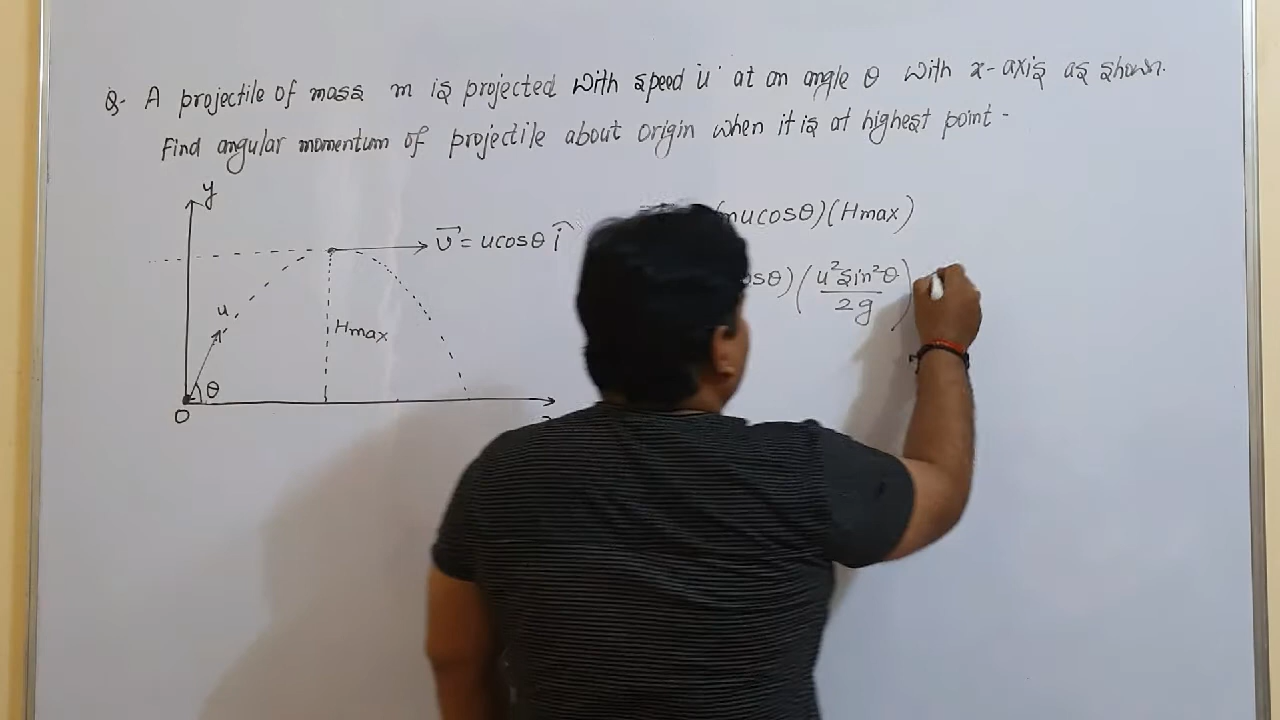 Q- A projectile of mass m is projected with speed 'u' at an angle θ with x-axis as shown.
Find angular momentum of projectile about origin when it is at highest point -
y
u
θ
O
Hmax
v⃗ = ucosθ î
(mucosθ)(Hmax)
osθ) (u²sin²θ/2g)